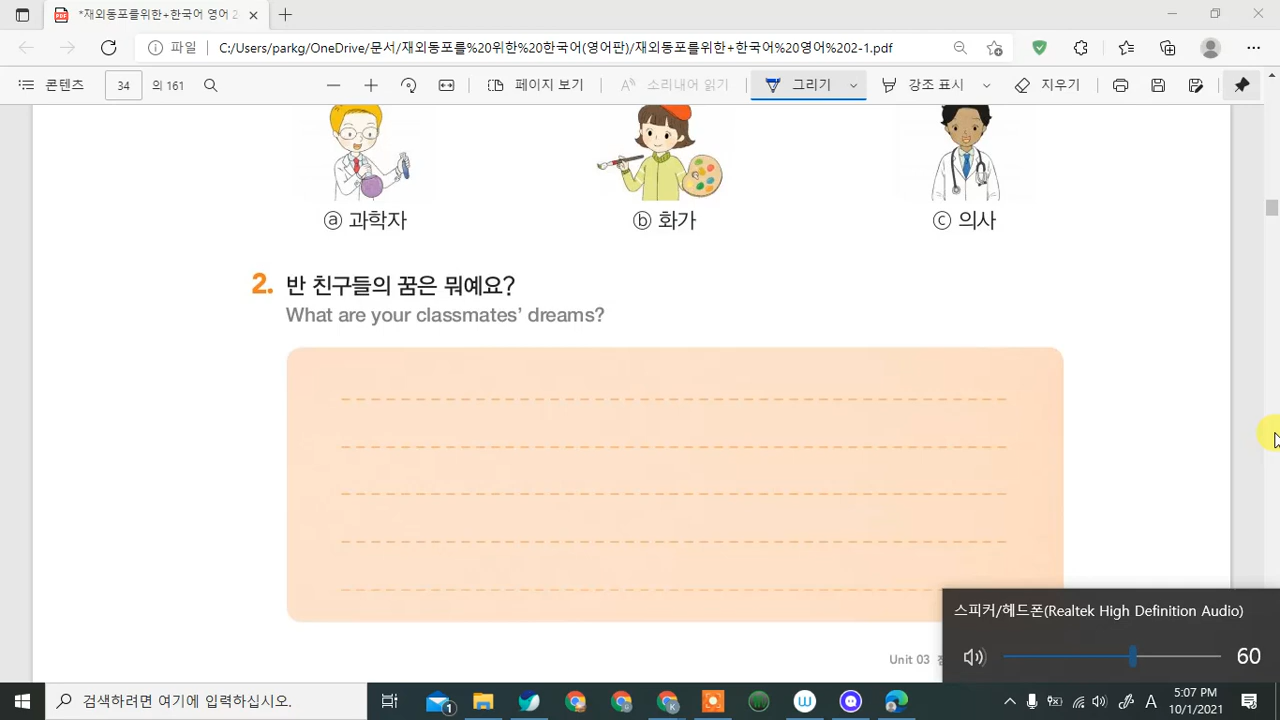 *재외동포를위한+한국어 영어 2
파일
C:/Users/parkg/OneDrive/문서/재외동포를%20위한%20한국어(영어판)/재외동포를위한+한국어%20영어%202-1.pdf
콘텐츠 34 의 161 페이지 보기 소리내어 읽기 그리기 강조 표시 지우기
ⓐ 과학자 ⓑ 화가 ⓒ 의사
2. 반 친구들의 꿈은 뭐예요?
What are your classmates’ dreams?
스피커/헤드폰(Realtek High Definition Audio)
60
Unit 03
검색하려면 여기에 입력하십시오.
1
A
5:07 PM
10/1/2021